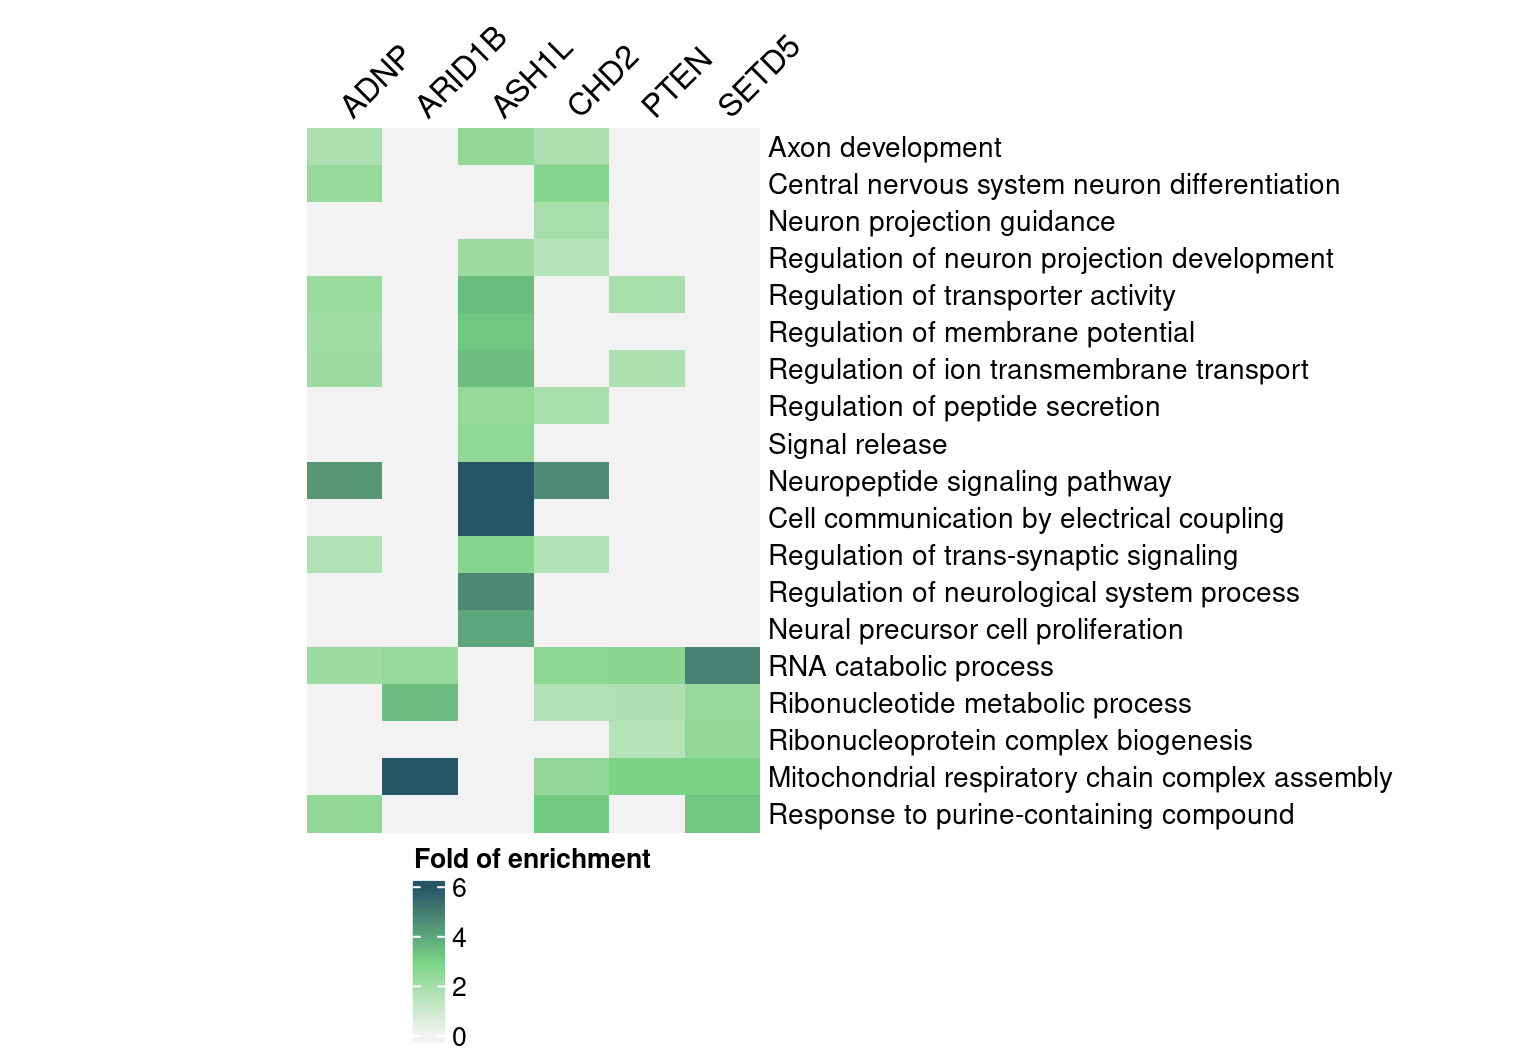 ADNP
ARID1B
ASH1L
CHD2
PTEN
SETD5
Axon development
Central nervous system neuron differentiation
Neuron projection guidance
Regulation of neuron projection development
Regulation of transporter activity
Regulation of membrane potential
Regulation of ion transmembrane transport
Regulation of peptide secretion
Signal release
Neuropeptide signaling pathway
Cell communication by electrical coupling
Regulation of trans-synaptic signaling
Regulation of neurological system process
Neural precursor cell proliferation
RNA catabolic process
Ribonucleotide metabolic process
Ribonucleoprotein complex biogenesis
Mitochondrial respiratory chain complex assembly
Response to purine-containing compound
Fold of enrichment
6
4
2
0